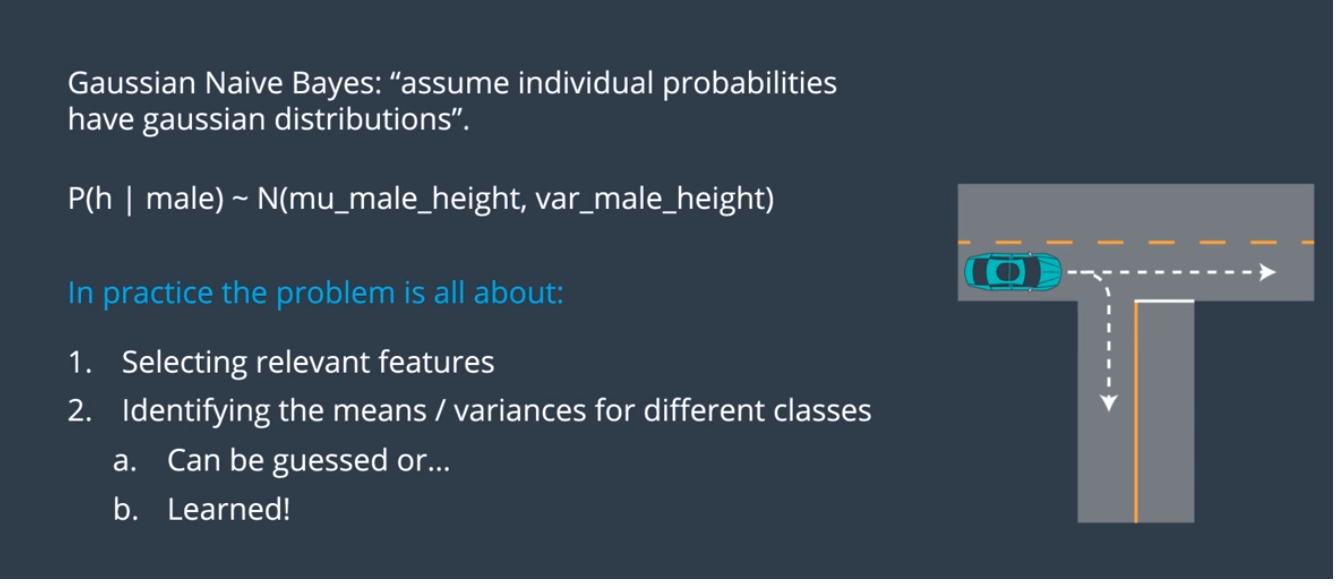 Gaussian Naive Bayes: “assume individual probabilities
have gaussian distributions”.
P(h | male) ~ N(mu_male_height, var_male_height)
In practice the problem is all about:
1. Selecting relevant features
2. Identifying the means / variances for different classes
a. Can be guessed or...
b. Learned!